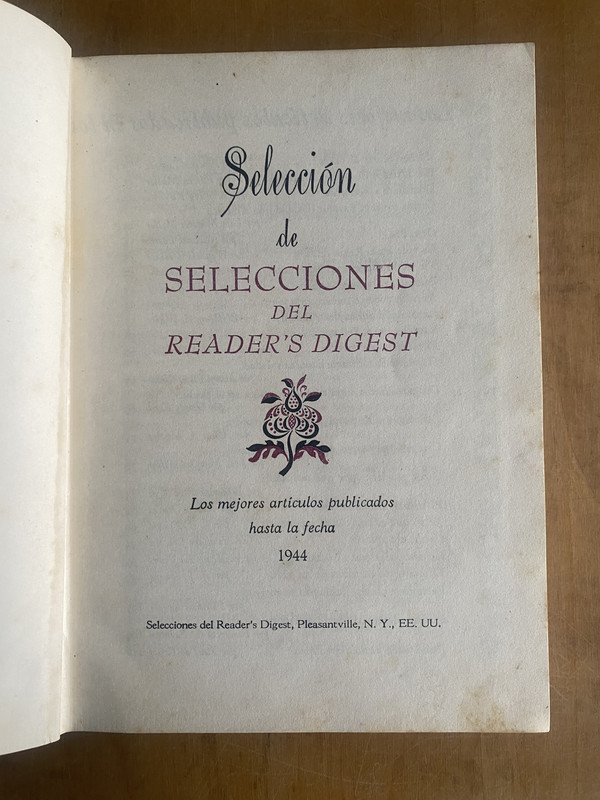 Selección
de
SELECCIONES
DEL
READER'S DIGEST
Los mejores artículos publicados
hasta la fecha
1944
Selecciones del Reader's Digest, Pleasantville, N. Y., EE. UU.